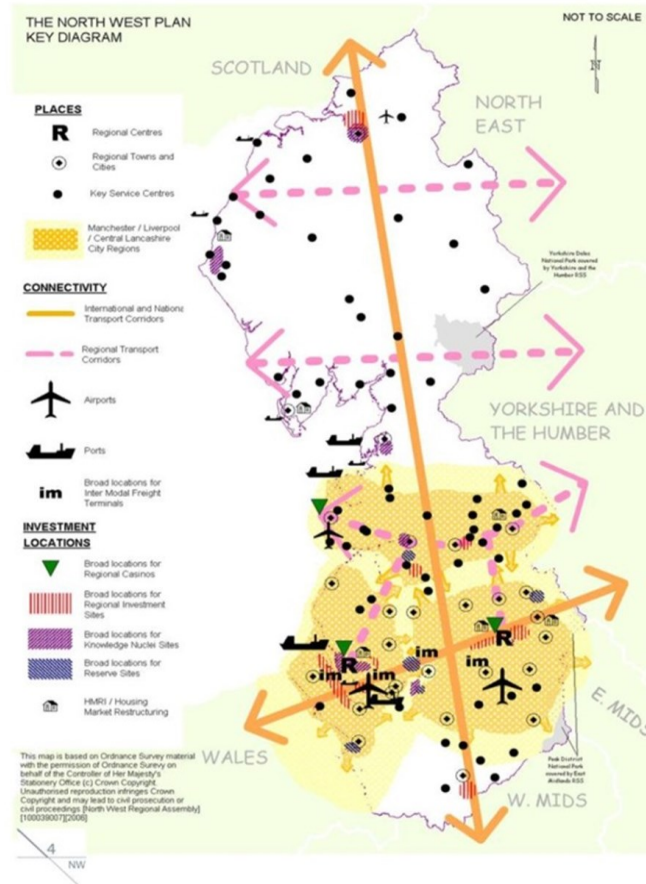 THE NORTH WEST PLAN
KEY DIAGRAM
NOT TO SCALE
SCOTLAND
NORTH
EAST
PLACES
R
Regional Centres
Regional Towns and
Cities
Key Service Centres
Manchester / Liverpool
/ Central Lancashire
City Regions
CONNECTIVITY
International and Nationa
Transport Corridors
Regional Transport
Corridors
Airports
Ports
im
Broad locations for
Inter Modal Freight
Terminals
INVESTMENT
LOCATIONS
Broad locations for
Regional Casinos
Broad locations for
Regional Investment
Sites
Broad locations for
Knowledge Nuclei Sites
Broad locations for
Reserve Sites
HMRI / Housing
Market Restructuring
Yorkshire Dales
National Park covered
by Yorkshire and the
Humber RSS
YORKSHIRE AND
THE HUMBER
R
im
R
im
im
im
E. MIDS
WALES
Peak District
National Park
covered by East
Midlands RSS
W. MIDS
This map is based on Ordnance Survey material
with the permission of Ordnance Surevy on
behalf of the Controller of Her Majesty's
Stationery Office (c) Crown Copyright.
Unauthorised reproduction infringes Crown
Copyright and may lead to civil prosecution or
civil proceedings [North West Regional Assembly]
[100039007][2006]
4
NW